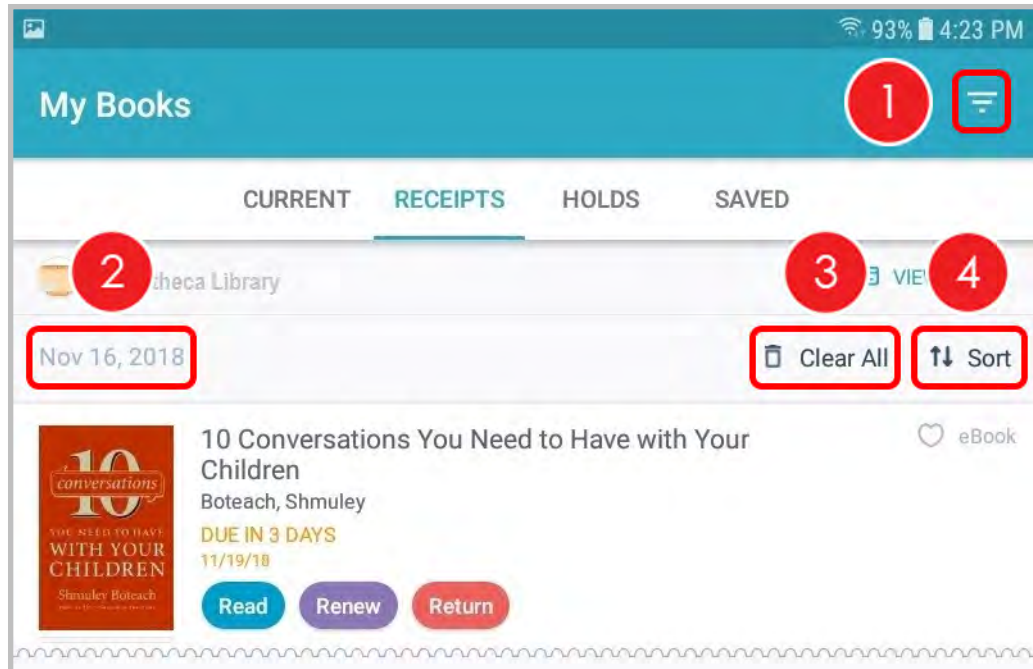 93% 4:23 PM
My Books
1
CURRENT RECEIPTS HOLDS SAVED
2
Library
3
4
Nov 16, 2018
Clear All
Sort
10
conversations
YOU NEED TO HAVE
WITH YOUR
CHILDREN
Shmuley Boteach
10 Conversations You Need to Have with Your
Children
Boteach, Shmuley
DUE IN 3 DAYS
11/19/18
Read Renew Return
eBook